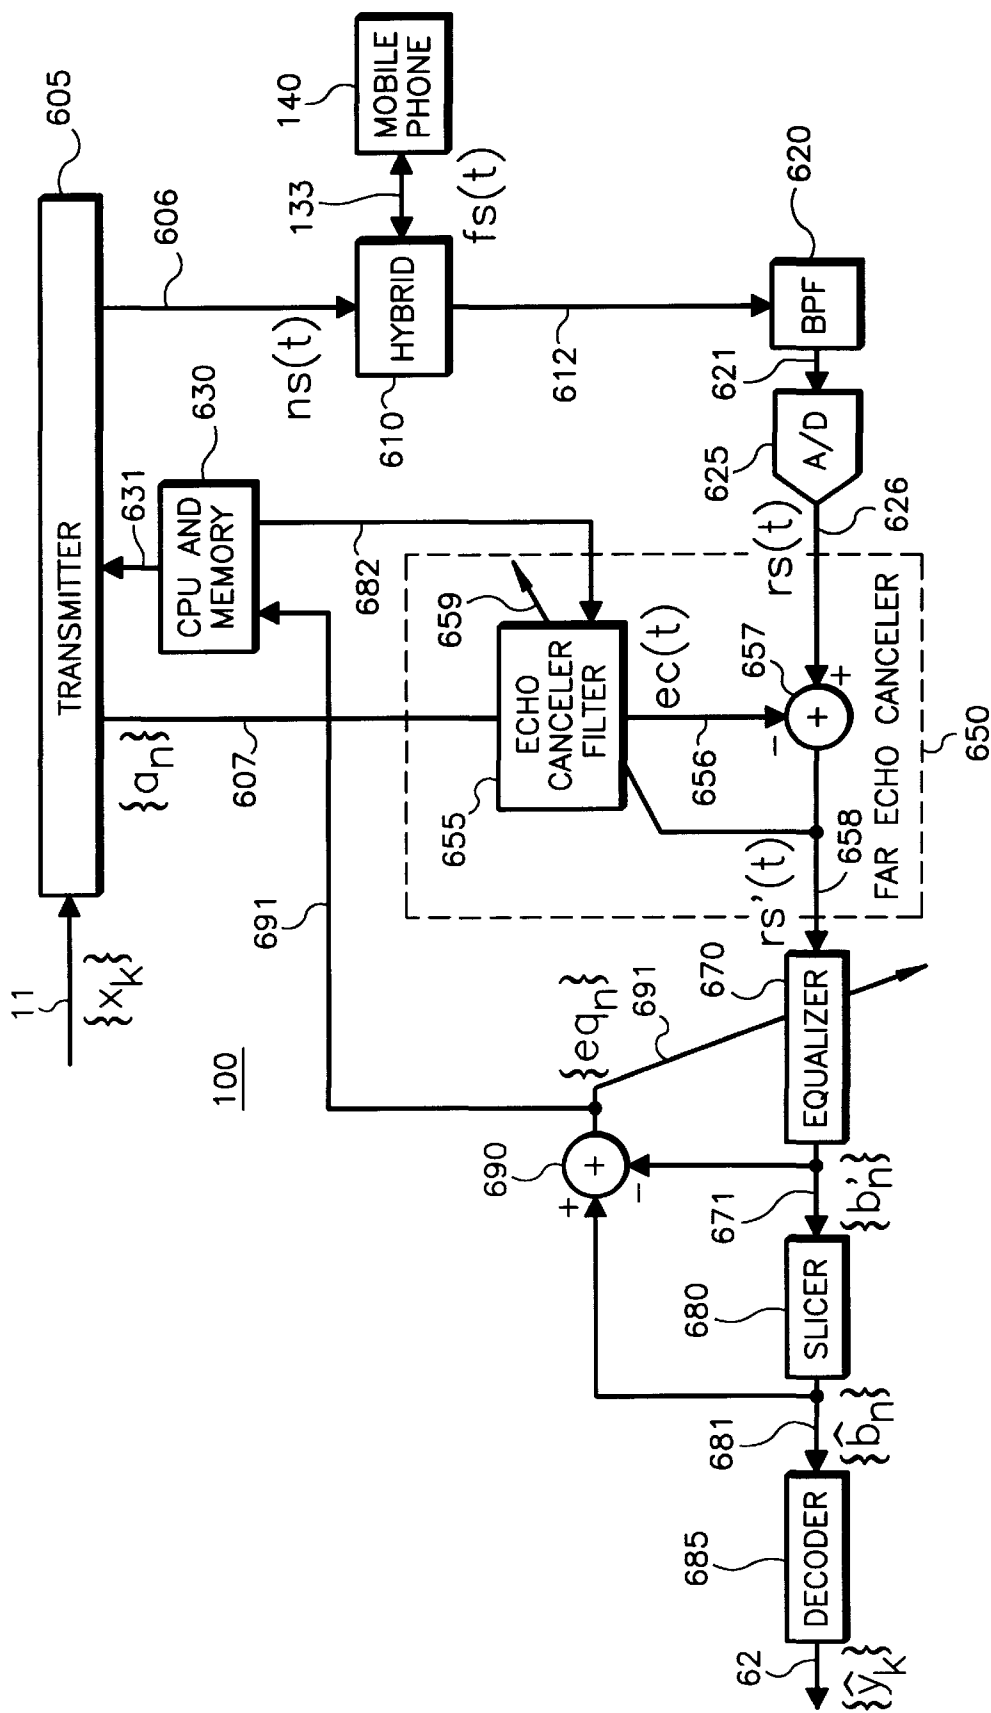 11
{x_k}
TRANSMITTER
605
100
691
607
{a_n}
631
CPU AND
MEMORY
630
606
ns(t)
682
610
HYBRID
133
fs(t)
140
MOBILE
PHONE
612
655
ECHO
CANCELER
FILTER
659
ec(t)
656
657
+
-
+
rs(t)
626
625
A/D
621
BPF
620
FAR ECHO CANCELER
650
rs'(t)
658
{eq_n}
691
690
+
+
-
670
EQUALIZER
671
{b'_n}
680
SLICER
681
{b̂_n}
685
DECODER
62
{ŷ_k}